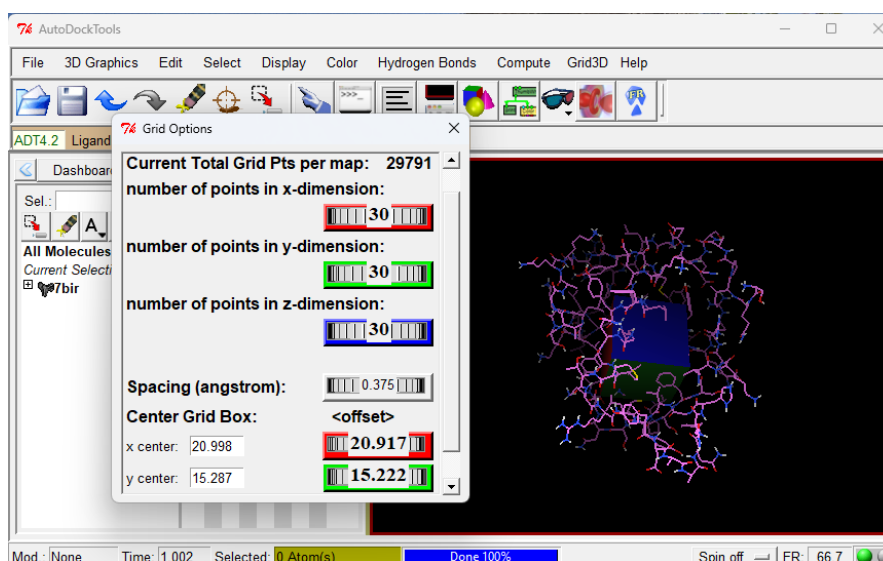 AutoDockTools
File 3D Graphics Edit Select Display Color Hydrogen Bonds Compute Grid3D Help
ADT4.2 Ligand
Grid Options
Current Total Grid Pts per map: 29791
number of points in x-dimension:
30
number of points in y-dimension:
30
number of points in z-dimension:
30
Spacing (angstrom): 0.375
Center Grid Box: <offset>
x center: 20.998 20.917
y center: 15.287 15.222
Sel.:
A
All Molecules
7bir
Mod.: None Time: 1.002 Selected: 0 Atom(s) Done 100% Spin off FR: 66.7